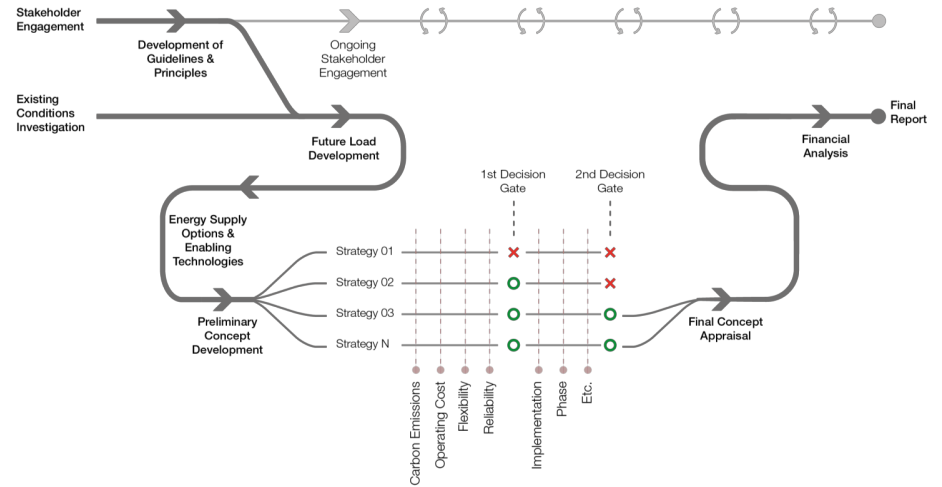 Stakeholder
Engagement
Development of
Guidelines &
Principles
Ongoing
Stakeholder
Engagement
Existing
Conditions
Investigation
Future Load
Development
Final
Report
Financial
Analysis
1st Decision
Gate
2nd Decision
Gate
Energy Supply
Options &
Enabling
Technologies
Strategy 01
Strategy 02
Strategy 03
Strategy N
Preliminary
Concept
Development
Final Concept
Appraisal
Carbon Emissions
Operating Cost
Flexibility
Reliability
Implementation
Phase
Etc.